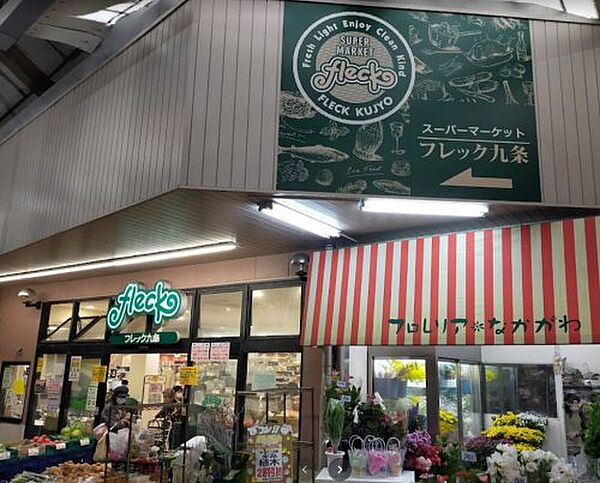 Fresh Light Enjoy Clean Kind
SUPER
MARKET
fleck
FLECK KUJYO
スーパーマーケット
フレック九条
fleck
フレック九条
フロレリア*なかがわ